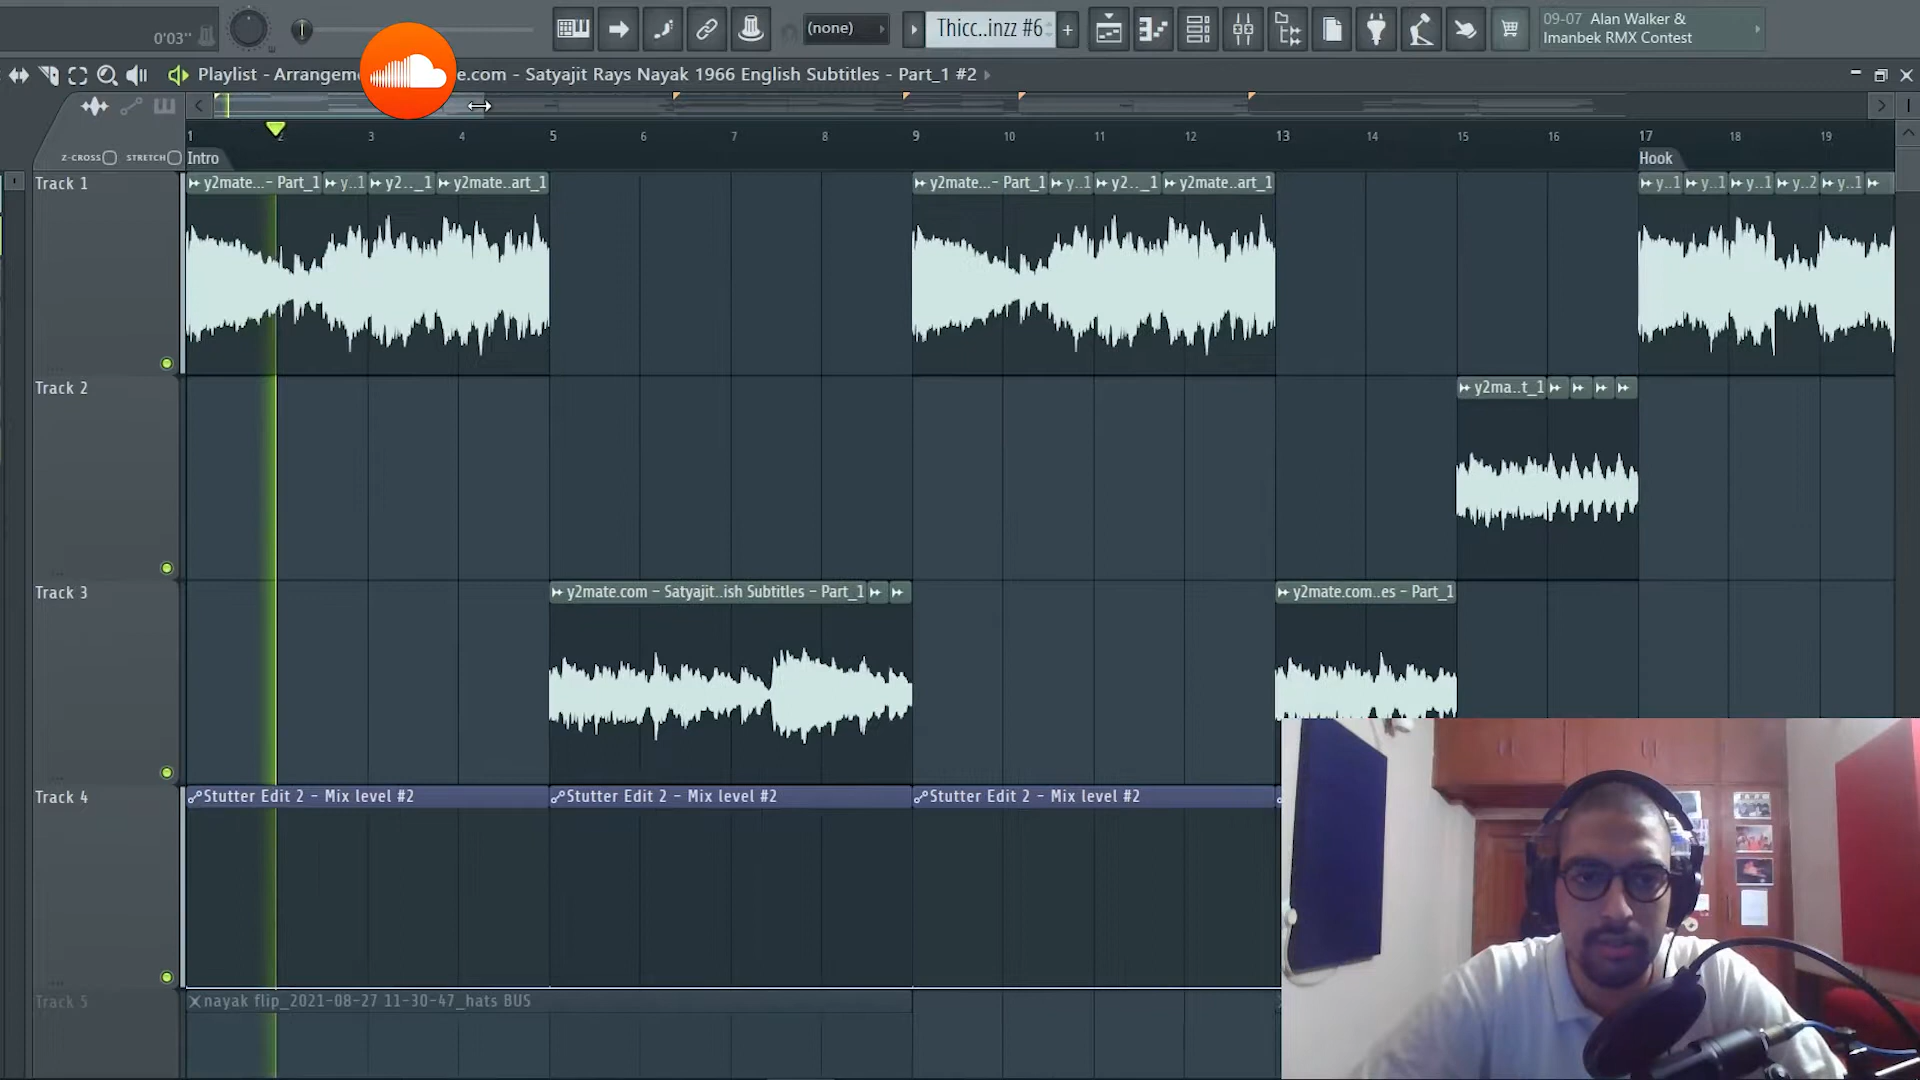 0'03"
(none)
Thicc..inzz #6
09-07 Alan Walker &
Imanbek RMX Contest
Playlist - Arrangeme
e.com - Satyajit Rays Nayak 1966 English Subtitles - Part_1 #2
1 2 3 4 5 6 7 8 9 10 11 12 13 14 15 16 17 18 19
Z-CROSS STRETCH
Intro
Hook
Track 1
y2mate...- Part_1
y..1
y2.._1
y2mate..art_1
y2mate...- Part_1
y..1
y2.._1
y2mate..art_1
y..1
y..1
y..1
y..2
y..1
Track 2
y2ma..t_1
Track 3
y2mate.com - Satyajit..ish Subtitles - Part_1
y2mate.com..es - Part_1
Track 4
Stutter Edit 2 - Mix level #2
Stutter Edit 2 - Mix level #2
Stutter Edit 2 - Mix level #2
Track 5
nayak flip_2021-08-27 11-30-47_hats BUS